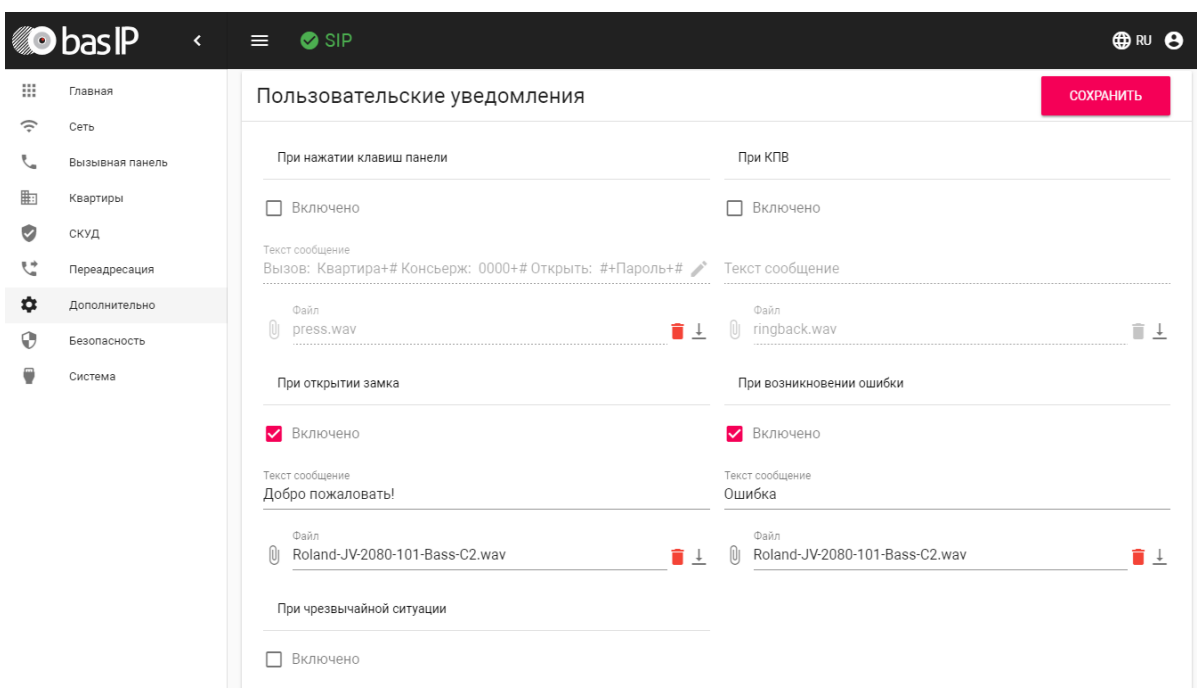 bas IP
SIP
RU
Главная
Сеть
Вызывная панель
Квартиры
СКУД
Переадресация
Дополнительно
Безопасность
Система
Пользовательские уведомления
СОХРАНИТЬ
При нажатии клавиш панели
Включено
Текст сообщение
Вызов: Квартира+# Консьерж: 0000+# Открыть: #+Пароль+#
Файл
press.wav
При КПВ
Включено
Текст сообщение
Файл
ringback.wav
При открытии замка
Включено
Текст сообщение
Добро пожаловать!
Файл
Roland-JV-2080-101-Bass-C2.wav
При возникновении ошибки
Включено
Текст сообщение
Ошибка
Файл
Roland-JV-2080-101-Bass-C2.wav
При чрезвычайной ситуации
Включено